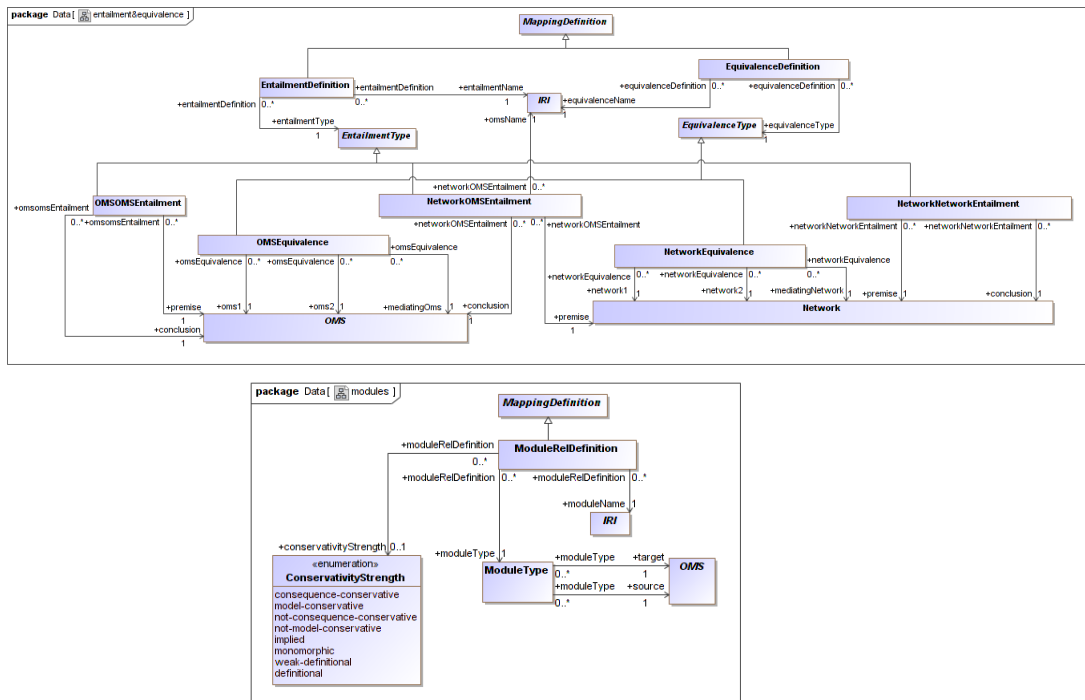 package Data[ entailment&equivalence ]
MappingDefinition
EntailmentDefinition
EquivalenceDefinition
+entailmentDefinition
+entailmentName
+equivalenceDefinition 0..*
+equivalenceDefinition
0..*
+entailmentDefinition
0..*
0..*
1
IRI
+equivalenceName
1
+omsName
1
+entailmentType
1
EntailmentType
EquivalenceType
+equivalenceType
1
+networkOMSEntailment 0..*
+omsomsEntailment
OMSOMSEntailment
NetworkOMSEntailment
NetworkNetworkEntailment
0..*
+omsomsEntailment 0..*
+networkOMSEntailment
0..*
0..*
+networkOMSEntailment
+networkNetworkEntailment 0..*
+networkNetworkEntailment 0..*
OMSEquivalence
+omsEquivalence
+omsEquivalence 0..*
+omsEquivalence 0..*
0..*
NetworkEquivalence
+networkEquivalence
+networkEquivalence 0..*
+networkEquivalence 0..*
0..*
+network1 1
+network2 1
+mediatingNetwork 1
+premise 1
+conclusion 1
+premise
1
+oms1 1
+oms2 1
+mediatingOms 1
+conclusion
1
OMS
Network
+conclusion
1
+premise
1
package Data[ modules ]
MappingDefinition
+moduleRelDefinition
0..*
ModuleRelDefinition
+moduleRelDefinition 0..*
+moduleRelDefinition 0..*
+moduleName 1
IRI
+conservativityStrength 0..1
+moduleType 1
«enumeration»
ConservativityStrength
consequence-conservative
model-conservative
not-consequence-conservative
not-model-conservative
implied
monomorphic
weak-definitional
definitional
ModuleType
+moduleType +target
0..* 1
+moduleType +source
0..* 1
OMS